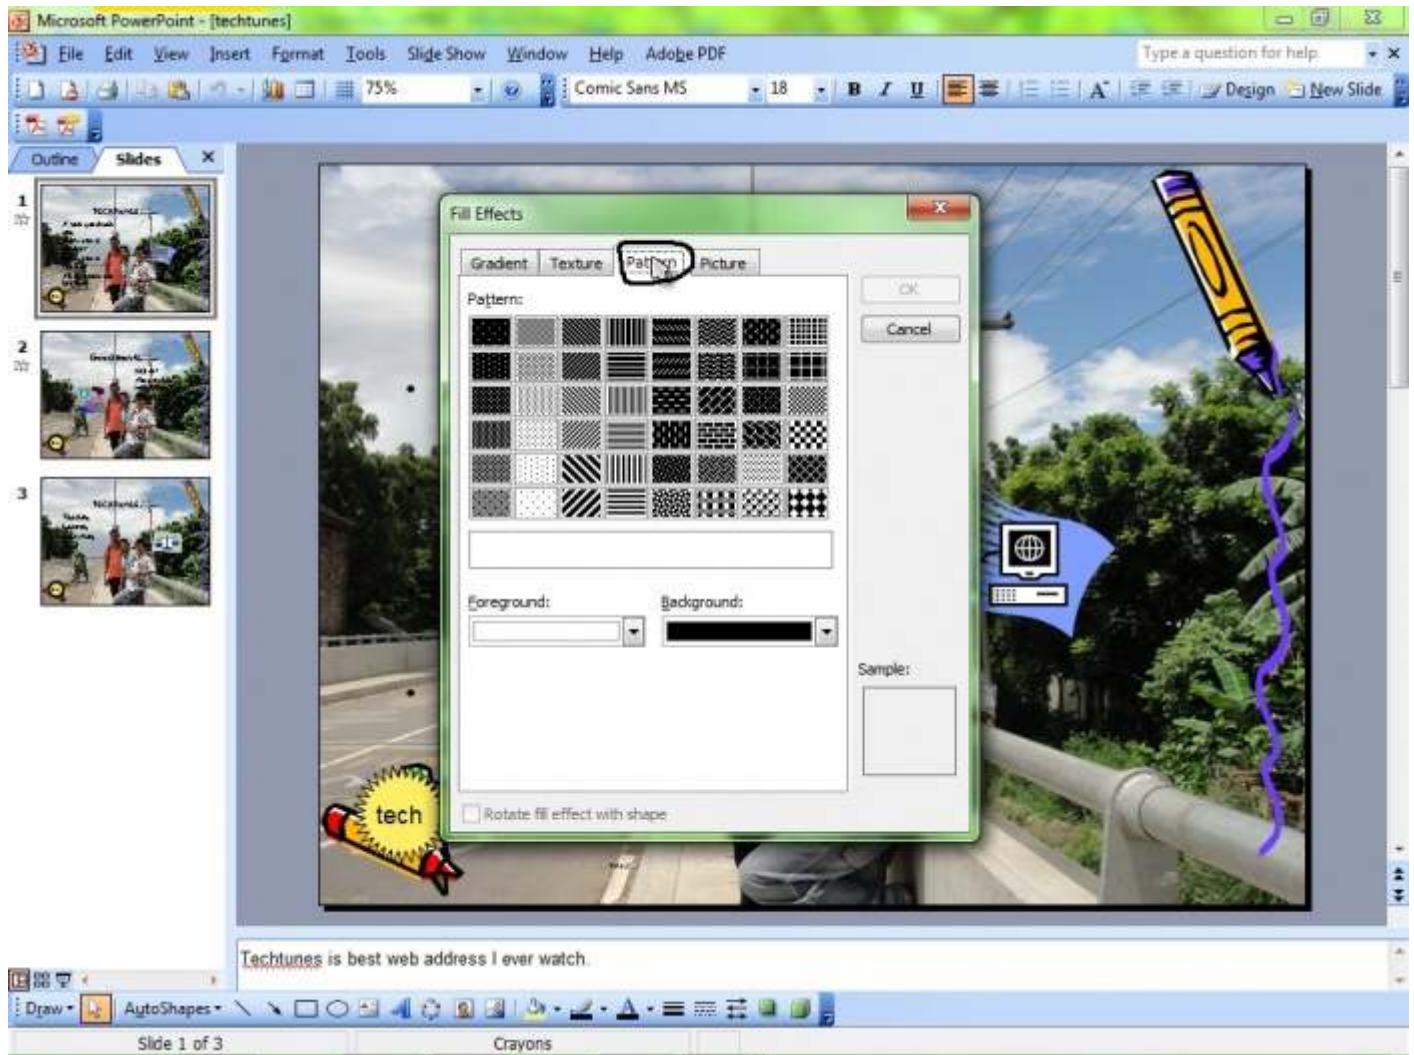 Microsoft PowerPoint - [techtunes]
File Edit View Insert Format Tools Slide Show Window Help Adobe PDF
Type a question for help
75%
Comic Sans MS
18
B I U
A
Design
New Slide
Outline
Slides
1
2
3
Fill Effects
Gradient
Texture
Pattern
Picture
Pattern:
OK
Cancel
Foreground:
Background:
Sample:
Rotate fill effect with shape
tech
Techtunes is best web address I ever watch.
Draw
AutoShapes
A
Slide 1 of 3
Crayons